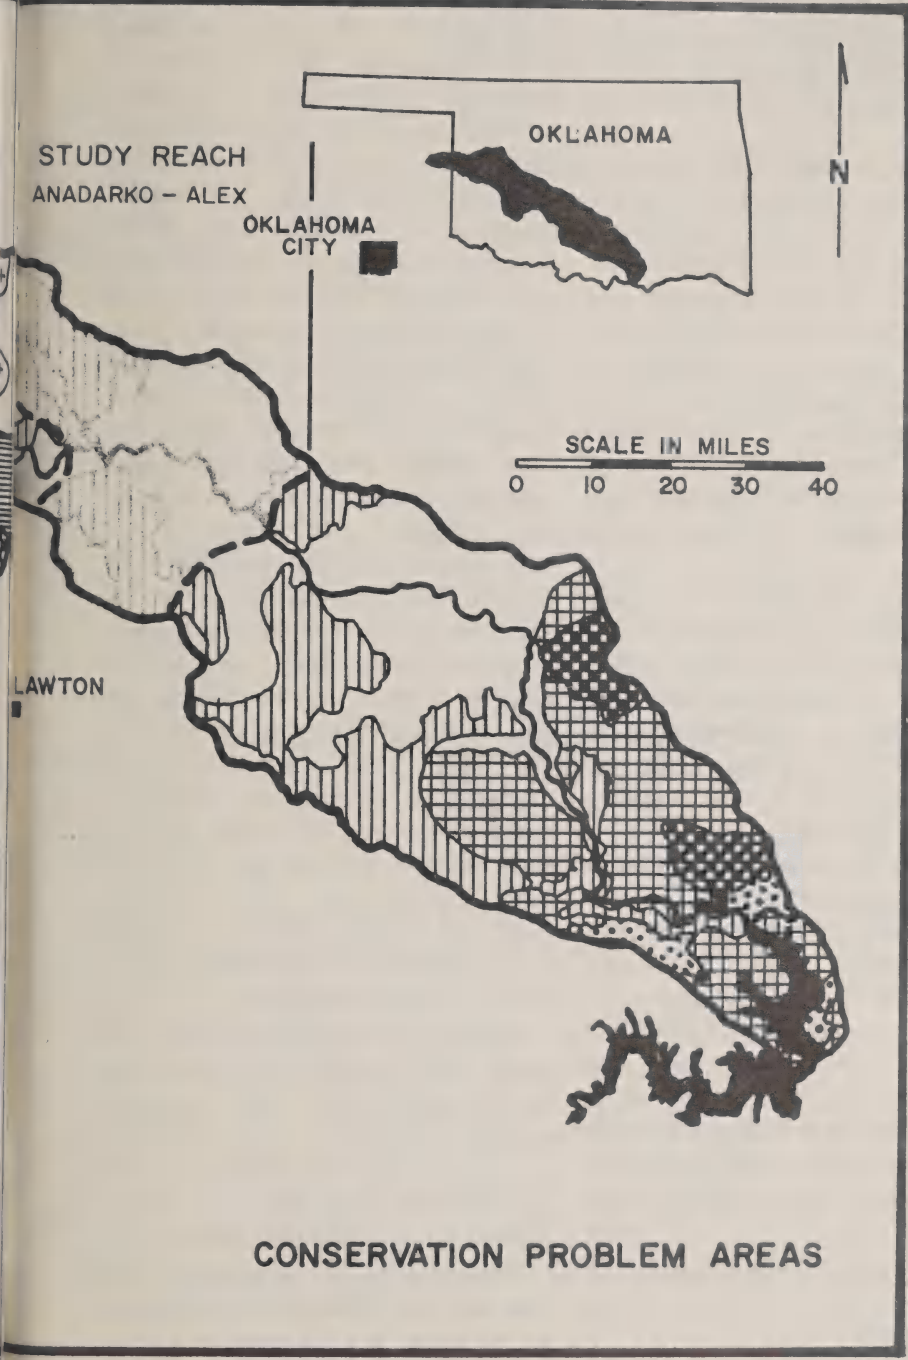 OKLAHOMA
STUDY REACH
ANADARKO – ALEX
N
OKLAHOMA
CITY
SCALE IN MILES
0 10 20 30 40
LAWTON
CONSERVATION PROBLEM AREAS